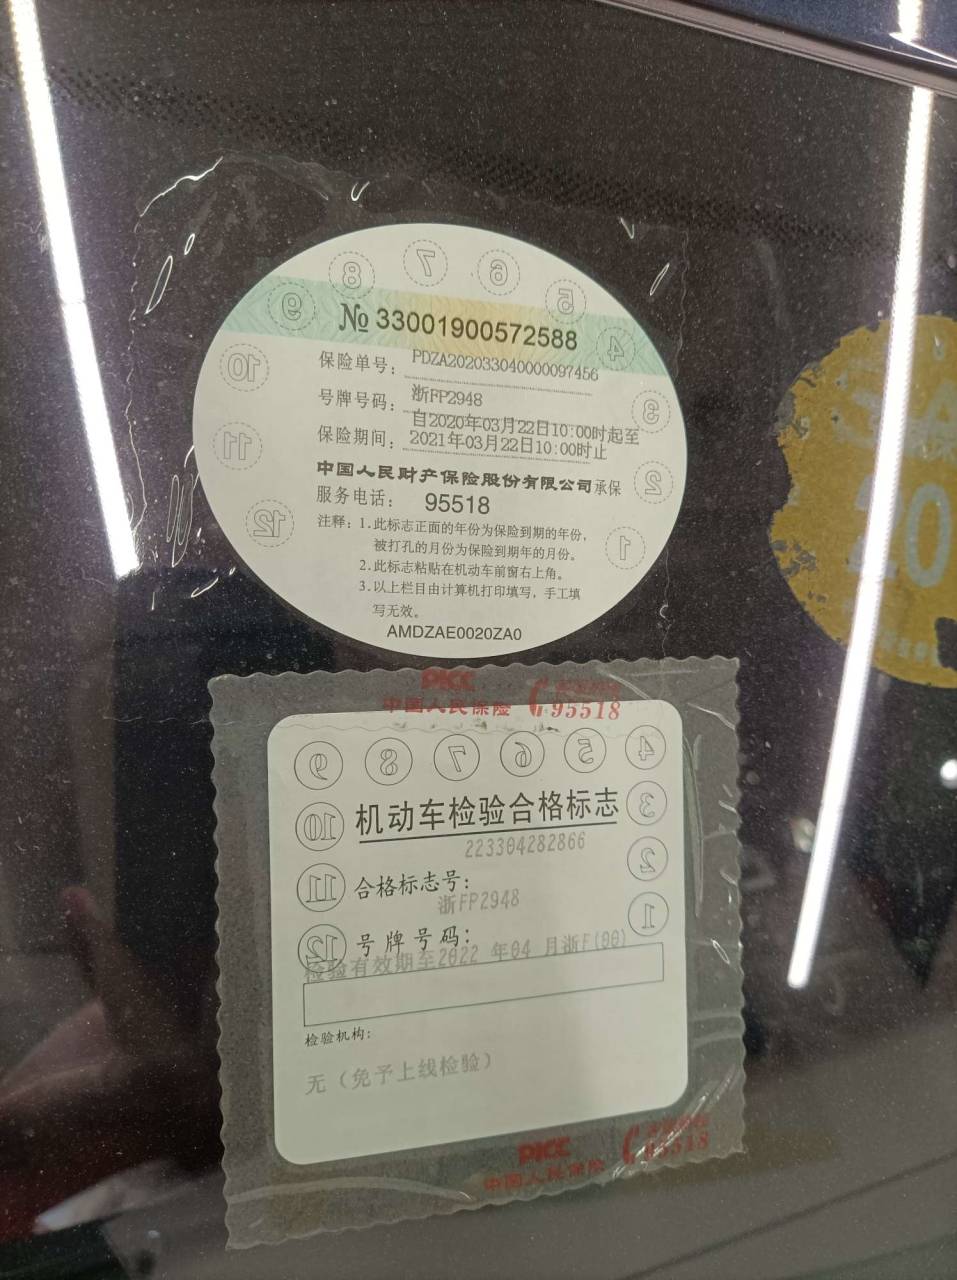 7
6
8
5
9
4
№ 33001900572588
10
保险单号： PDZA202033040000097456
3
号牌号码： 浙FP2948
自2020年03月22日10:00时起至
11
保险期间： 2021年03月22日10:00时止
2
中国人民财产保险股份有限公司承保
服务电话： 95518
12
注释：1.此标志正面的年份为保险到期的年份，
1
被打孔的月份为保险到期年的月份。
2.此标志粘贴在机动车前窗右上角。
3.以上栏目由计算机打印填写，手工填
写无效。
AMDZAE0020ZA0
20
PICC
中国人民保险 95518
9 8 7 6 5 4
10 机动车检验合格标志 3
223304282866
2
11 合格标志号：
浙FP2948
1
12 号牌号码：
检验有效期至2022 年04 月浙F(00)
检验机构：
无（免予上线检验）
PICC
中国人民保险 95518